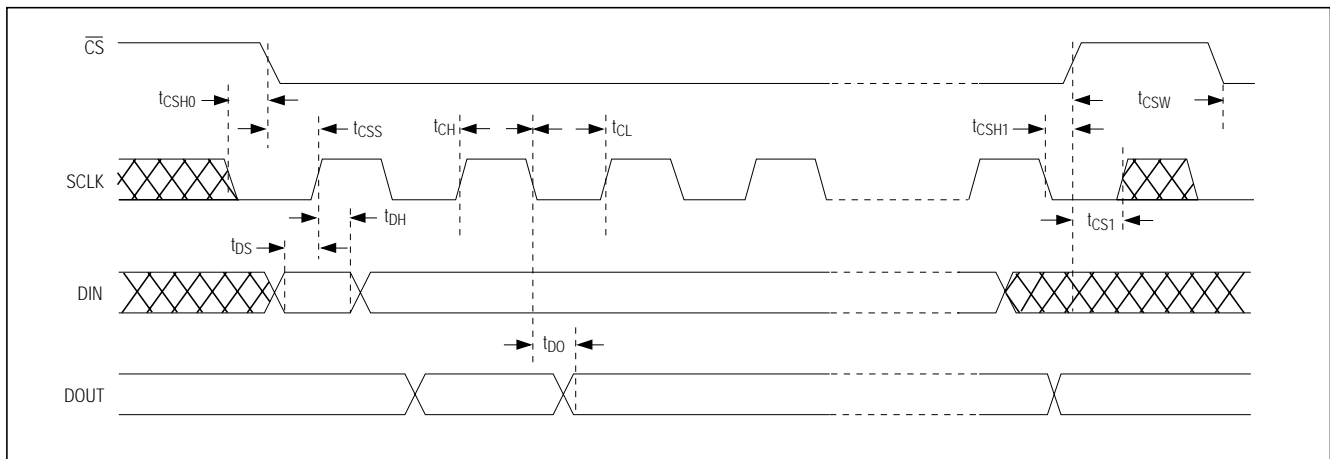 CS
tCSH0
tCSS
tCH
tCL
tCSH1
tCSW
SCLK
tDS
tDH
tCS1
DIN
tDO
DOUT